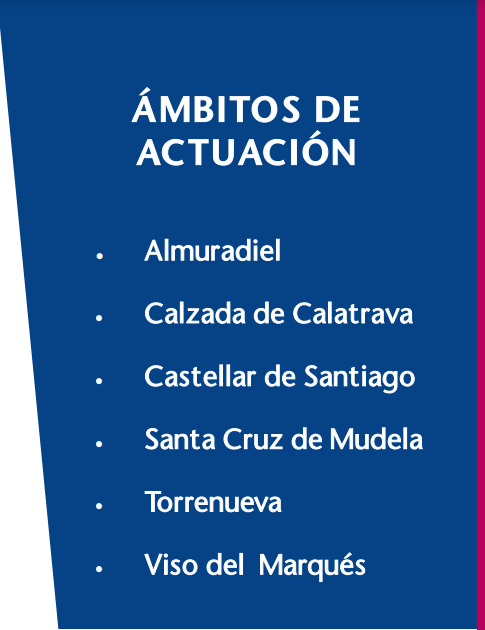 ÁMBITOS DE
ACTUACIÓN
• Almuradiel
• Calzada de Calatrava
• Castellar de Santiago
• Santa Cruz de Mudela
• Torrenueva
• Viso del  Marqués